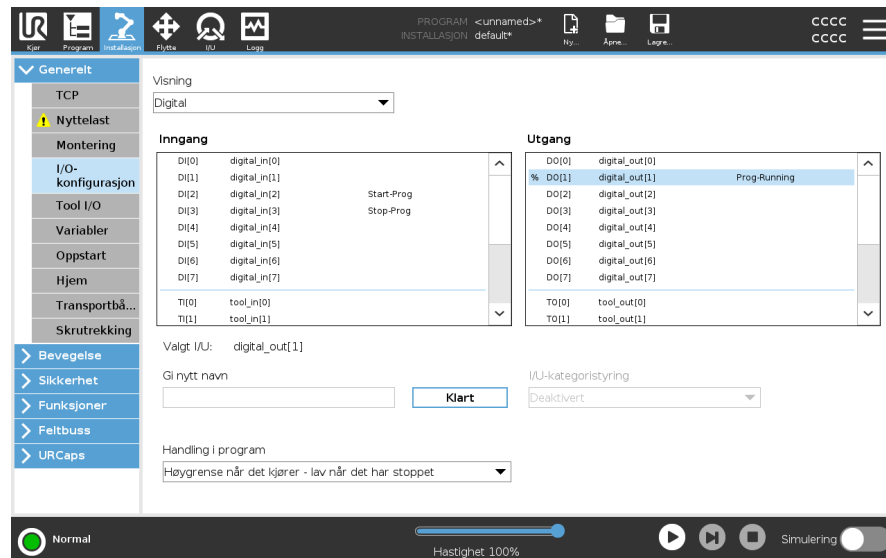 PROGRAM <unnamed>*
INSTALLASJON default*
UR
Kjør
Program
Installasjon
Flytte
I/U
Logg
Ny...
Åpne...
Lagre...
CCCC
CCCC
Generelt
TCP
Nyttelast
Montering
I/O-
konfigurasjon
Tool I/O
Variabler
Oppstart
Hjem
Transportbå...
Skrutrekking
Bevegelse
Sikkerhet
Funksjoner
Feltbuss
URCaps
Visning
Digital
Inngang
DI[0] digital_in[0]
DI[1] digital_in[1]
DI[2] digital_in[2] Start-Prog
DI[3] digital_in[3] Stop-Prog
DI[4] digital_in[4]
DI[5] digital_in[5]
DI[6] digital_in[6]
DI[7] digital_in[7]
TI[0] tool_in[0]
TI[1] tool_in[1]
Utgang
DO[0] digital_out[0]
% DO[1] digital_out[1] Prog-Running
DO[2] digital_out[2]
DO[3] digital_out[3]
DO[4] digital_out[4]
DO[5] digital_out[5]
DO[6] digital_out[6]
DO[7] digital_out[7]
TO[0] tool_out[0]
TO[1] tool_out[1]
Valgt I/U: digital_out[1]
Gi nytt navn
Klart
I/U-kategoristyring
Deaktivert
Handling i program
Høygrense når det kjører - lav når det har stoppet
Normal
Hastighet 100%
Simulering